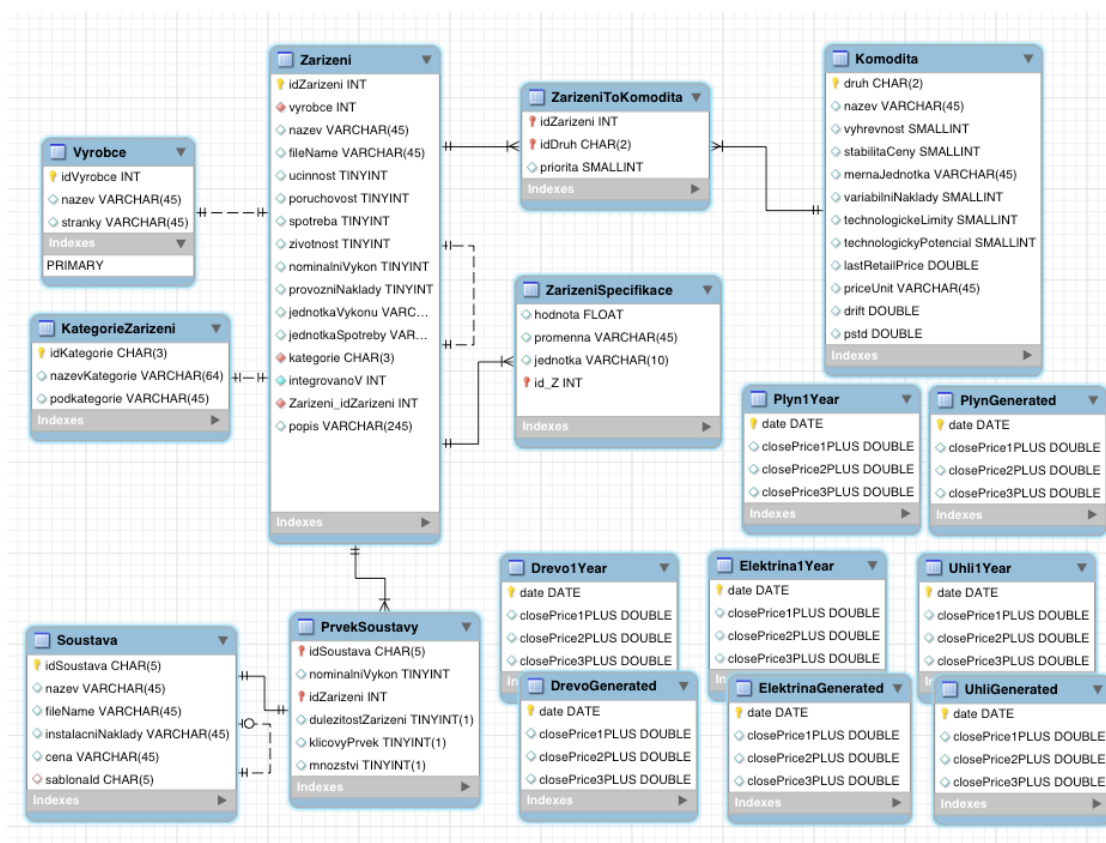 Zarizeni
idZarizeni INT
vyrobce INT
nazev VARCHAR(45)
fileName VARCHAR(45)
ucinnost TINYINT
poruchovost TINYINT
spotreba TINYINT
zivotnost TINYINT
nominalniVykon TINYINT
provozniNaklady TINYINT
jednotkaVykonu VARC...
jednotkaSpotreby VAR...
kategorie CHAR(3)
integrovanoV INT
Zarizeni_idZarizeni INT
popis VARCHAR(245)
Indexes
ZarizeniToKomodita
idZarizeni INT
idDruh CHAR(2)
priorita SMALLINT
Indexes
Komodita
druh CHAR(2)
nazev VARCHAR(45)
vyhrevnost SMALLINT
stabilitaCeny SMALLINT
mernaJednotka VARCHAR(45)
variabilniNaklady SMALLINT
technologickeLimity SMALLINT
technologickyPotencial SMALLINT
lastRetailPrice DOUBLE
priceUnit VARCHAR(45)
drift DOUBLE
pstd DOUBLE
Indexes
Vyrobce
idVyrobce INT
nazev VARCHAR(45)
stranky VARCHAR(45)
Indexes
PRIMARY
KategorieZarizeni
idKategorie CHAR(3)
nazevKategorie VARCHAR(64)
podkategorie VARCHAR(45)
Indexes
ZarizeniSpecifikace
hodnota FLOAT
promenna VARCHAR(45)
jednotka VARCHAR(10)
id_Z INT
Indexes
Plyn1Year
date DATE
closePrice1PLUS DOUBLE
closePrice2PLUS DOUBLE
closePrice3PLUS DOUBLE
Indexes
PlynGenerated
date DATE
closePrice1PLUS DOUBLE
closePrice2PLUS DOUBLE
closePrice3PLUS DOUBLE
Indexes
Drevo1Year
date DATE
closePrice1PLUS DOUBLE
closePrice2PLUS DOUBLE
closePrice3PLUS DOUBLE
In
Elektrina1Year
date DATE
closePrice1PLUS DOUBLE
closePrice2PLUS DOUBLE
closePrice3PLUS DOUBLE
Uhli1Year
date DATE
closePrice1PLUS DOUBLE
closePrice2PLUS DOUBLE
closePrice3PLUS DOUBLE
In
Soustava
idSoustava CHAR(5)
nazev VARCHAR(45)
fileName VARCHAR(45)
instalacniNaklady VARCHAR(45)
cena VARCHAR(45)
sablonaId CHAR(5)
Indexes
PrvekSoustavy
idSoustava CHAR(5)
nominalniVykon TINYINT
idZarizeni INT
dulezitostZarizeni TINYINT(1)
klicovyPrvek TINYINT(1)
mnozstvi TINYINT(1)
Indexes
DrevoGenerated
date DATE
closePrice1PLUS DOUBLE
closePrice2PLUS DOUBLE
closePrice3PLUS DOUBLE
Indexes
ElektrinaGenerated
date DATE
closePrice1PLUS DOUBLE
closePrice2PLUS DOUBLE
closePrice3PLUS DOUBLE
Indexes
UhliGenerated
date DATE
closePrice1PLUS DOUBLE
closePrice2PLUS DOUBLE
closePrice3PLUS DOUBLE
Indexes